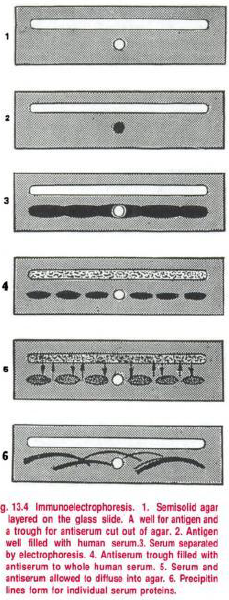 1
2
3
4
5
6
g. 13.4 Immunoelectrophoresis. 1. Semisolid agar
layered on the glass slide. A well for antigen and
a trough for antiserum cut out of agar. 2. Antigen
well filled with human serum.3. Serum separated
by electrophoresis. 4. Antiserum trough filled with
antiserum to whole human serum. 5. Serum and
antiserum allowed to diffuse into agar. 6. Precipitin
lines form for individual serum proteins.